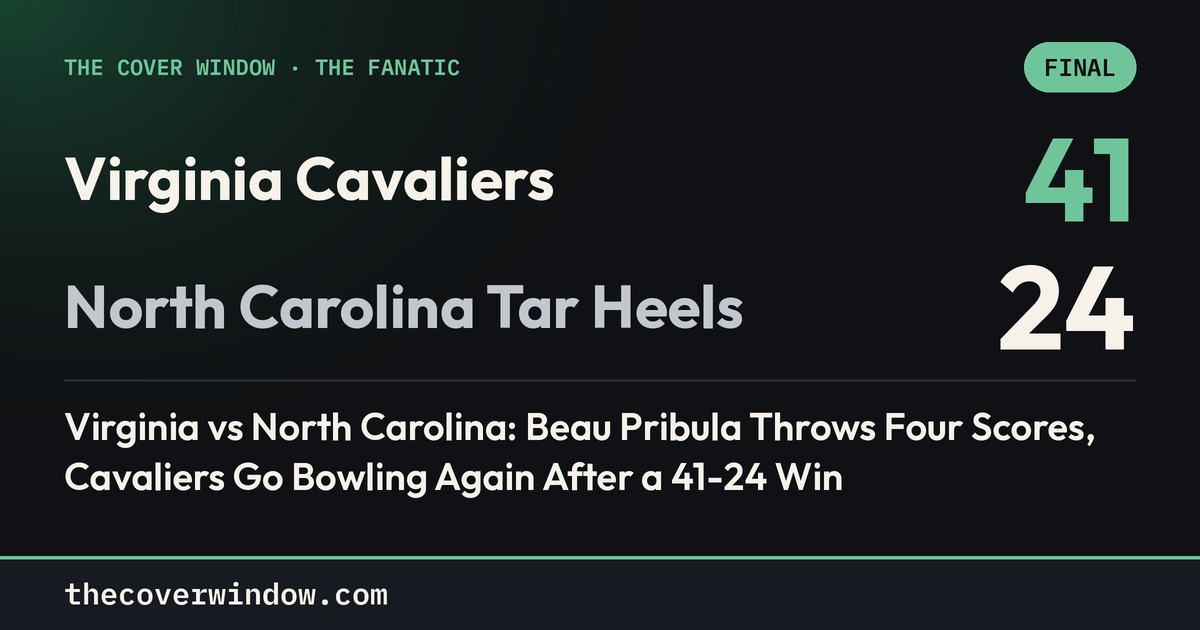 THE COVER WINDOW · THE FANATIC
FINAL
Virginia Cavaliers 41
North Carolina Tar Heels 24
Virginia vs North Carolina: Beau Pribula Throws Four Scores,
Cavaliers Go Bowling Again After a 41-24 Win
thecoverwindow.com